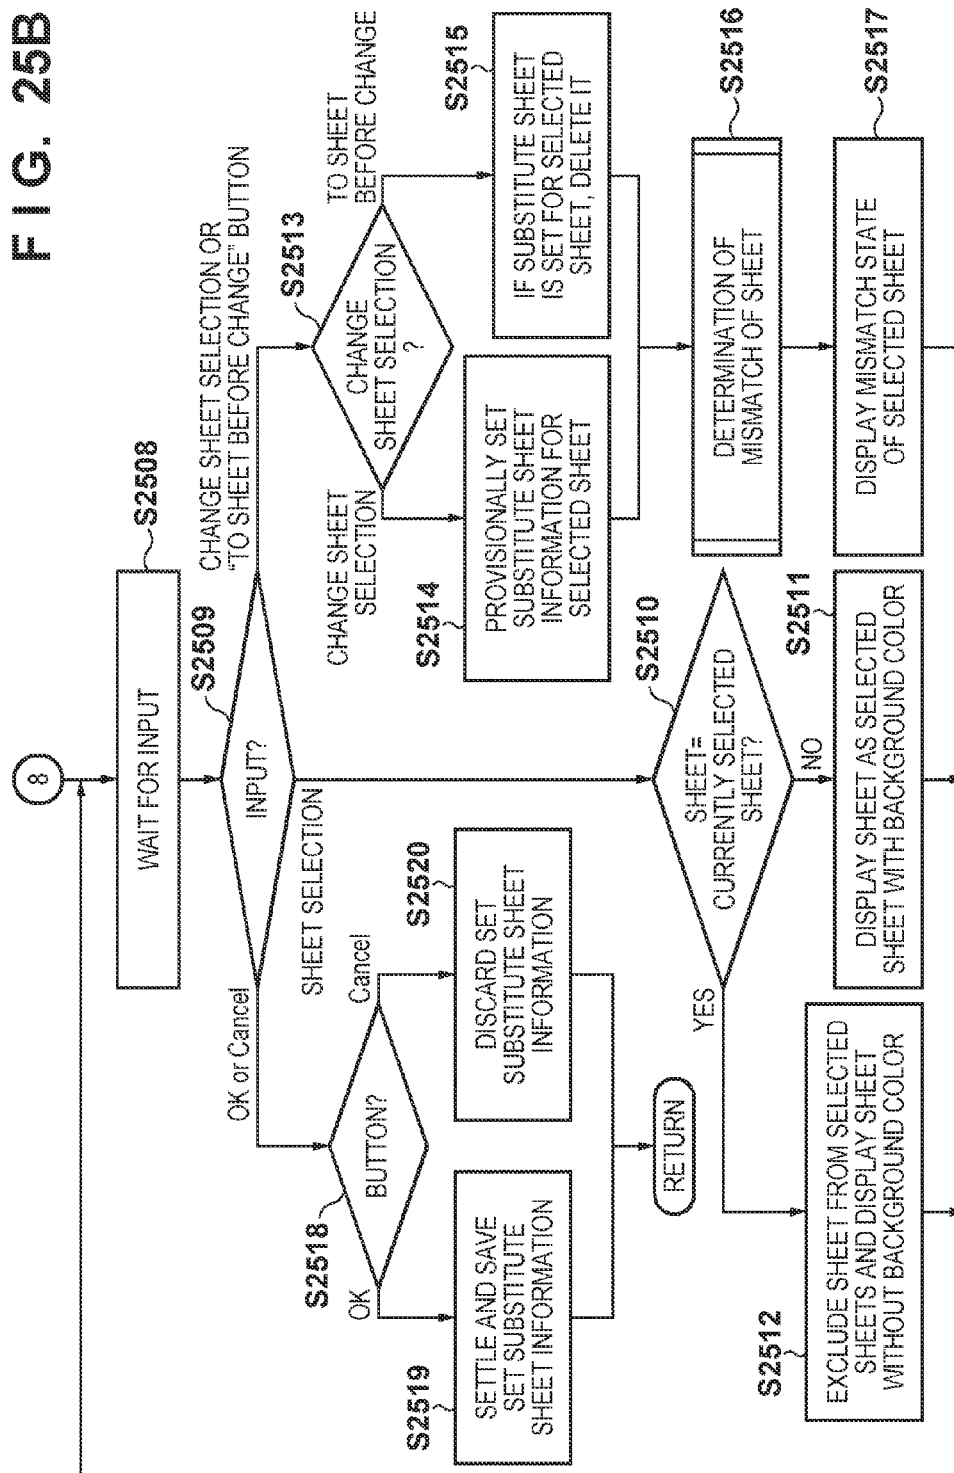 FIG. 25B
8
WAIT FOR INPUT
S2508
INPUT?
S2509
OK or Cancel
SHEET SELECTION
CHANGE SHEET SELECTION OR
“TO SHEET BEFORE CHANGE” BUTTON
BUTTON?
S2518
OK
Cancel
SETTLE AND SAVE
SET SUBSTITUTE
SHEET INFORMATION
S2519
DISCARD SET
SUBSTITUTE SHEET
INFORMATION
S2520
RETURN
CHANGE
SHEET SELECTION
?
S2513
CHANGE SHEET
SELECTION
TO SHEET
BEFORE CHANGE
PROVISIONALLY SET
SUBSTITUTE SHEET
INFORMATION FOR
SELECTED SHEET
S2514
IF SUBSTITUTE SHEET
IS SET FOR SELECTED
SHEET, DELETE IT
S2515
SHEET=
CURRENTLY SELECTED
SHEET?
S2510
YES
NO
DETERMINATION OF
MISMATCH OF SHEET
S2516
EXCLUDE SHEET FROM SELECTED
SHEETS AND DISPLAY SHEET
WITHOUT BACKGROUND COLOR
S2512
DISPLAY SHEET AS SELECTED
SHEET WITH BACKGROUND COLOR
S2511
DISPLAY MISMATCH STATE
OF SELECTED SHEET
S2517